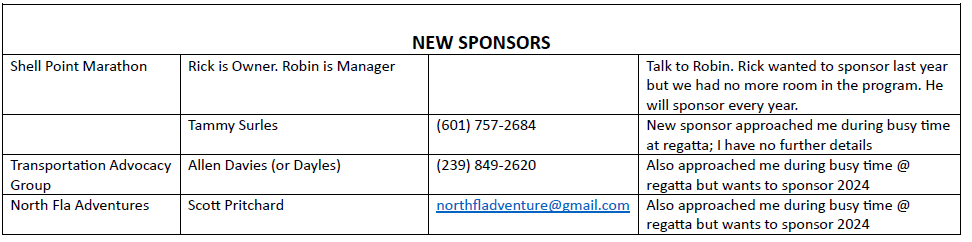 NEW SPONSORS
Shell Point Marathon Rick is Owner. Robin is Manager Talk to Robin. Rick wanted to sponsor last year
but we had no more room in the program. He
will sponsor every year.
Tammy Surles (601) 757-2684 New sponsor approached me during busy time
at regatta; I have no further details
Transportation Advocacy Allen Davies (or Dayles) (239) 849-2620 Also approached me during busy time @
Group regatta but wants to sponsor 2024
North Fla Adventures Scott Pritchard northfladventure@gmail.com Also approached me during busy time @
regatta but wants to sponsor 2024